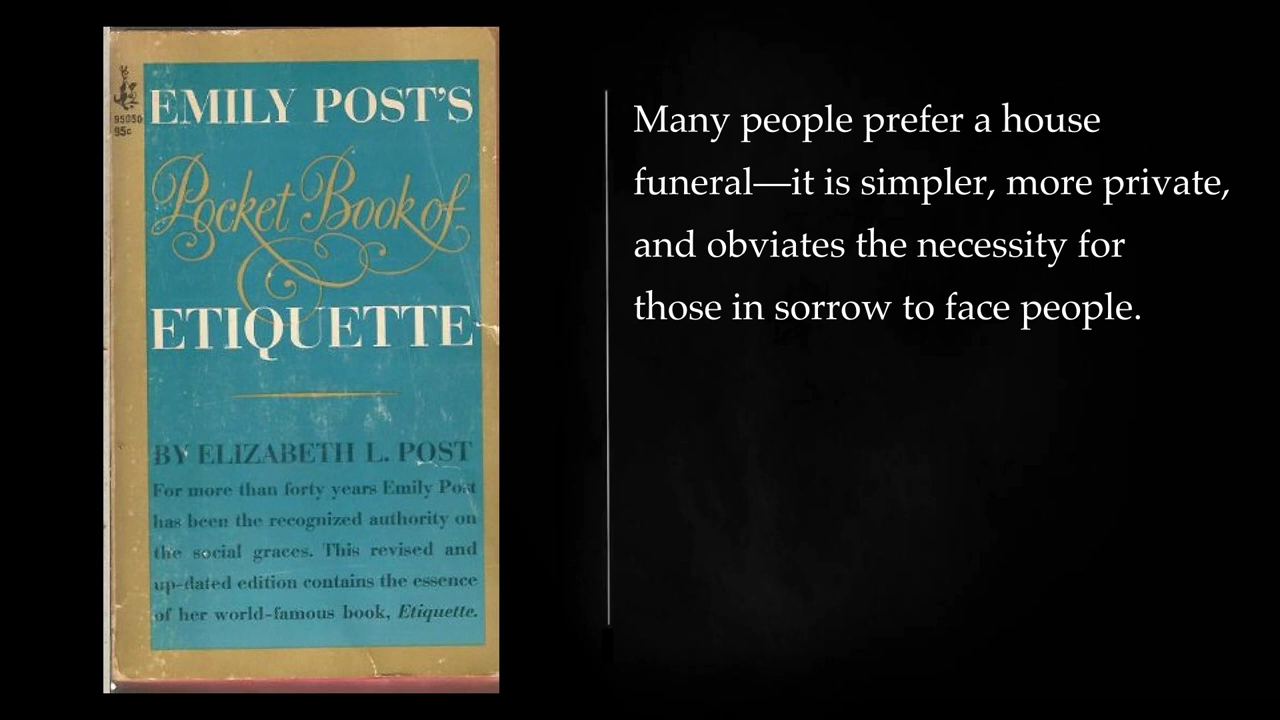 95050
95c
EMILY POST'S
Pocket Book of
ETIQUETTE
BY ELIZABETH L. POST
For more than forty years Emily Post
has been the recognized authority on
the social graces. This revised and
up-dated edition contains the essence
of her world-famous book, Etiquette.
Many people prefer a house
funeral—it is simpler, more private,
and obviates the necessity for
those in sorrow to face people.